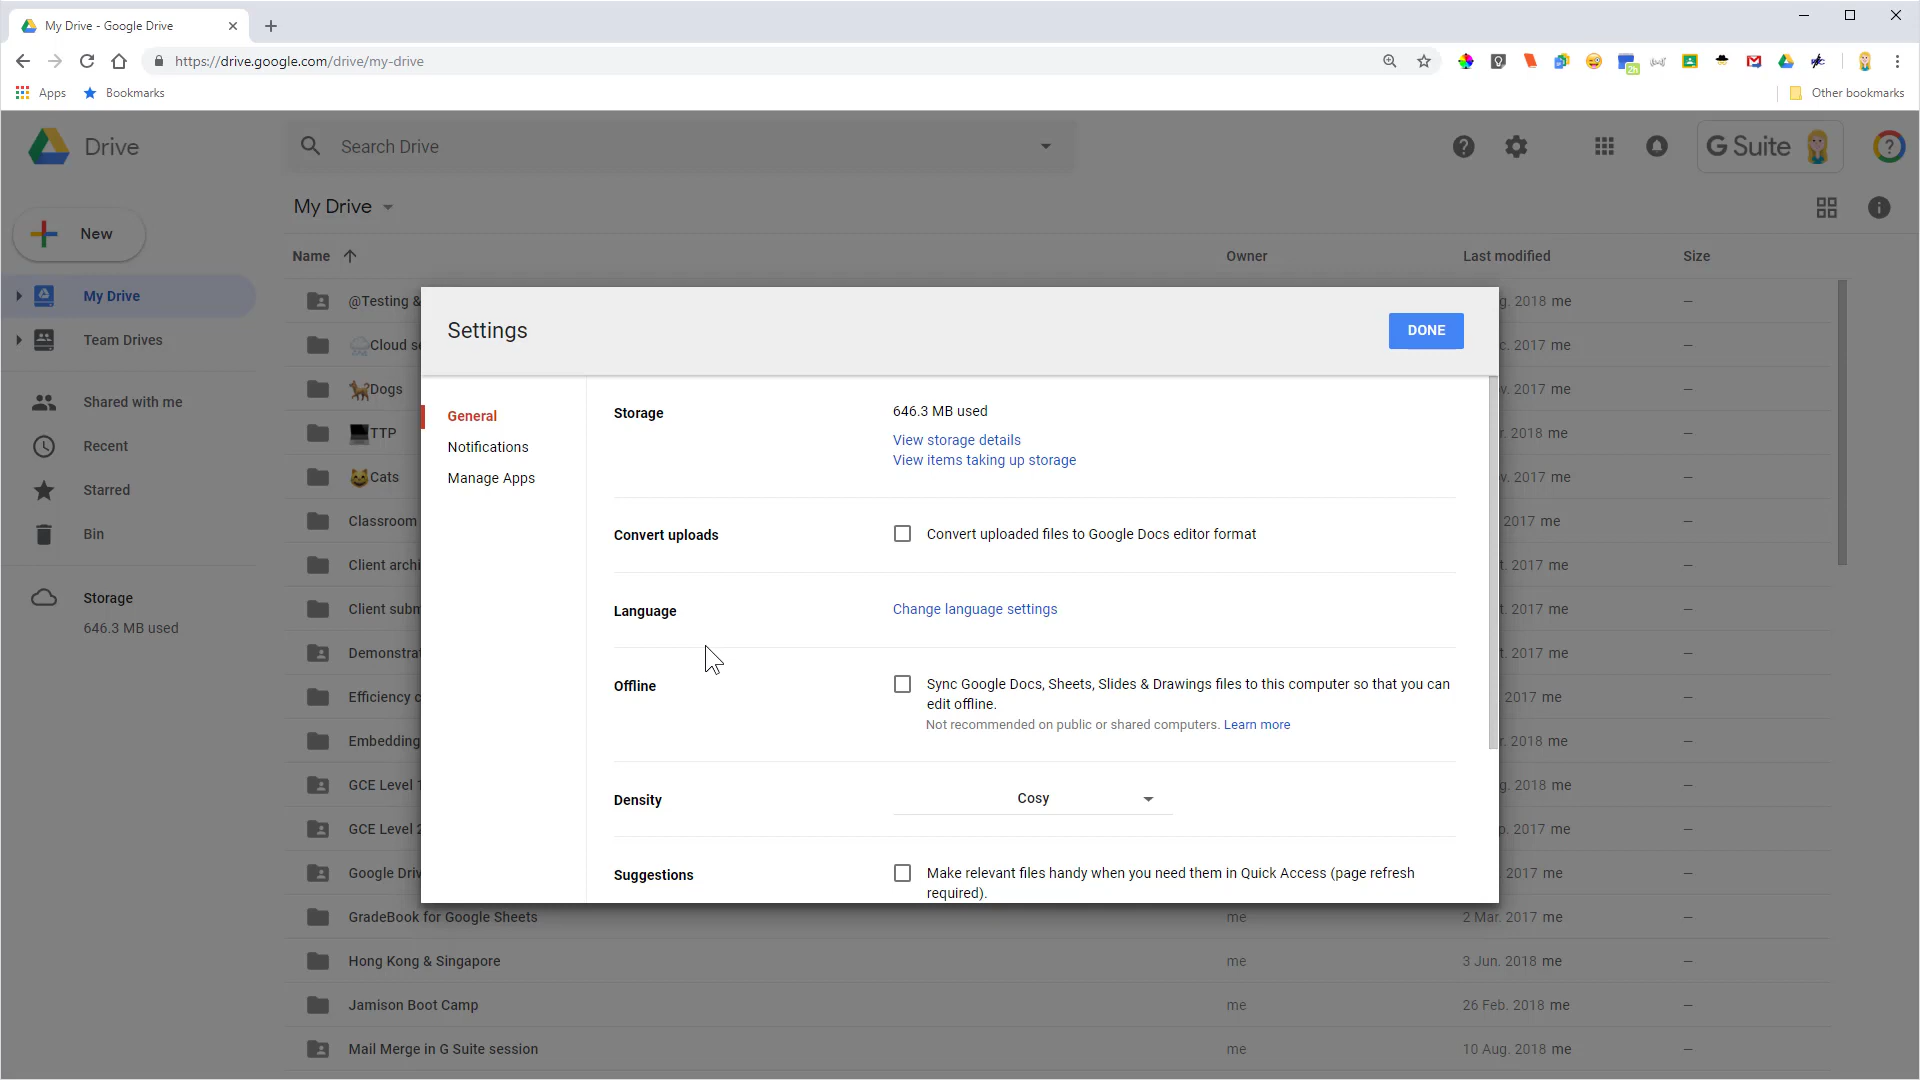 My Drive - Google Drive
https://drive.google.com/drive/my-drive
Apps
Bookmarks
Other bookmarks
Drive
Search Drive
G Suite
My Drive
New
Name
Owner
Last modified
Size
My Drive
Team Drives
Shared with me
Recent
Starred
Bin
Storage
646.3 MB used
@Testing &
g. 2018 me
Cloud s
c. 2017 me
Dogs
v. 2017 me
TTP
r. 2018 me
Cats
v. 2017 me
Classroom
2017 me
Client archi
t. 2017 me
Client subm
t. 2017 me
Demonstrat
t. 2017 me
Efficiency c
2017 me
Embedding
r. 2018 me
GCE Level 1
g. 2018 me
GCE Level 2
p. 2017 me
Google Driv
2017 me
GradeBook for Google Sheets
me
2 Mar. 2017 me
Hong Kong & Singapore
me
3 Jun. 2018 me
Jamison Boot Camp
me
26 Feb. 2018 me
Mail Merge in G Suite session
me
10 Aug. 2018 me
Settings
DONE
General
Notifications
Manage Apps
Storage
646.3 MB used
View storage details
View items taking up storage
Convert uploads
Convert uploaded files to Google Docs editor format
Language
Change language settings
Offline
Sync Google Docs, Sheets, Slides & Drawings files to this computer so that you can
edit offline.
Not recommended on public or shared computers. Learn more
Density
Cosy
Suggestions
Make relevant files handy when you need them in Quick Access (page refresh
required).